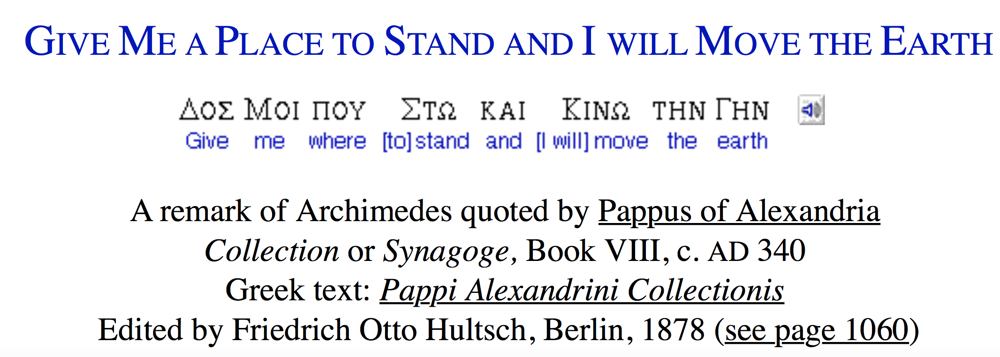 GIVE ME A PLACE TO STAND AND I WILL MOVE THE EARTH
ΔΟΣ ΜΟΙ ΠΟΥ ΣΤΩ ΚΑΙ ΚΙΝΩ ΤΗΝ ΓΗΝ
Give me where [to] stand and [I will] move the earth
A remark of Archimedes quoted by Pappus of Alexandria
Collection or Synagoge, Book VIII, c. AD 340
Greek text: Pappi Alexandrini Collectionis
Edited by Friedrich Otto Hultsch, Berlin, 1878 (see page 1060)